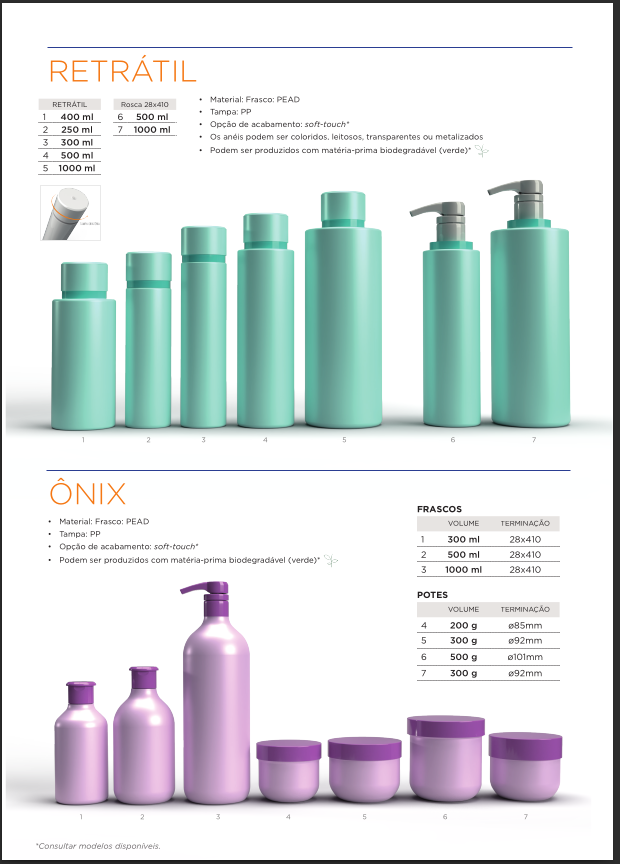 RETRÁTIL
RETRÁTIL
1 400 ml
2 250 ml
3 300 ml
4 500 ml
5 1000 ml
Rosca 28x410
6 500 ml
7 1000 ml
• Material: Frasco: PEAD
• Tampa: PP
• Opção de acabamento: soft-touch*
• Os anéis podem ser coloridos, leitosos, transparentes ou metalizados
• Podem ser produzidos com matéria-prima biodegradável (verde)*
1 2 3 4 5 6 7
ÔNIX
• Material: Frasco: PEAD
• Tampa: PP
• Opção de acabamento: soft-touch*
• Podem ser produzidos com matéria-prima biodegradável (verde)*
FRASCOS
VOLUME TERMINAÇÃO
1 300 ml 28x410
2 500 ml 28x410
3 1000 ml 28x410
POTES
VOLUME TERMINAÇÃO
4 200 g ø85mm
5 300 g ø92mm
6 500 g ø101mm
7 300 g ø92mm
1 2 3 4 5 6 7
*Consultar modelos disponíveis.